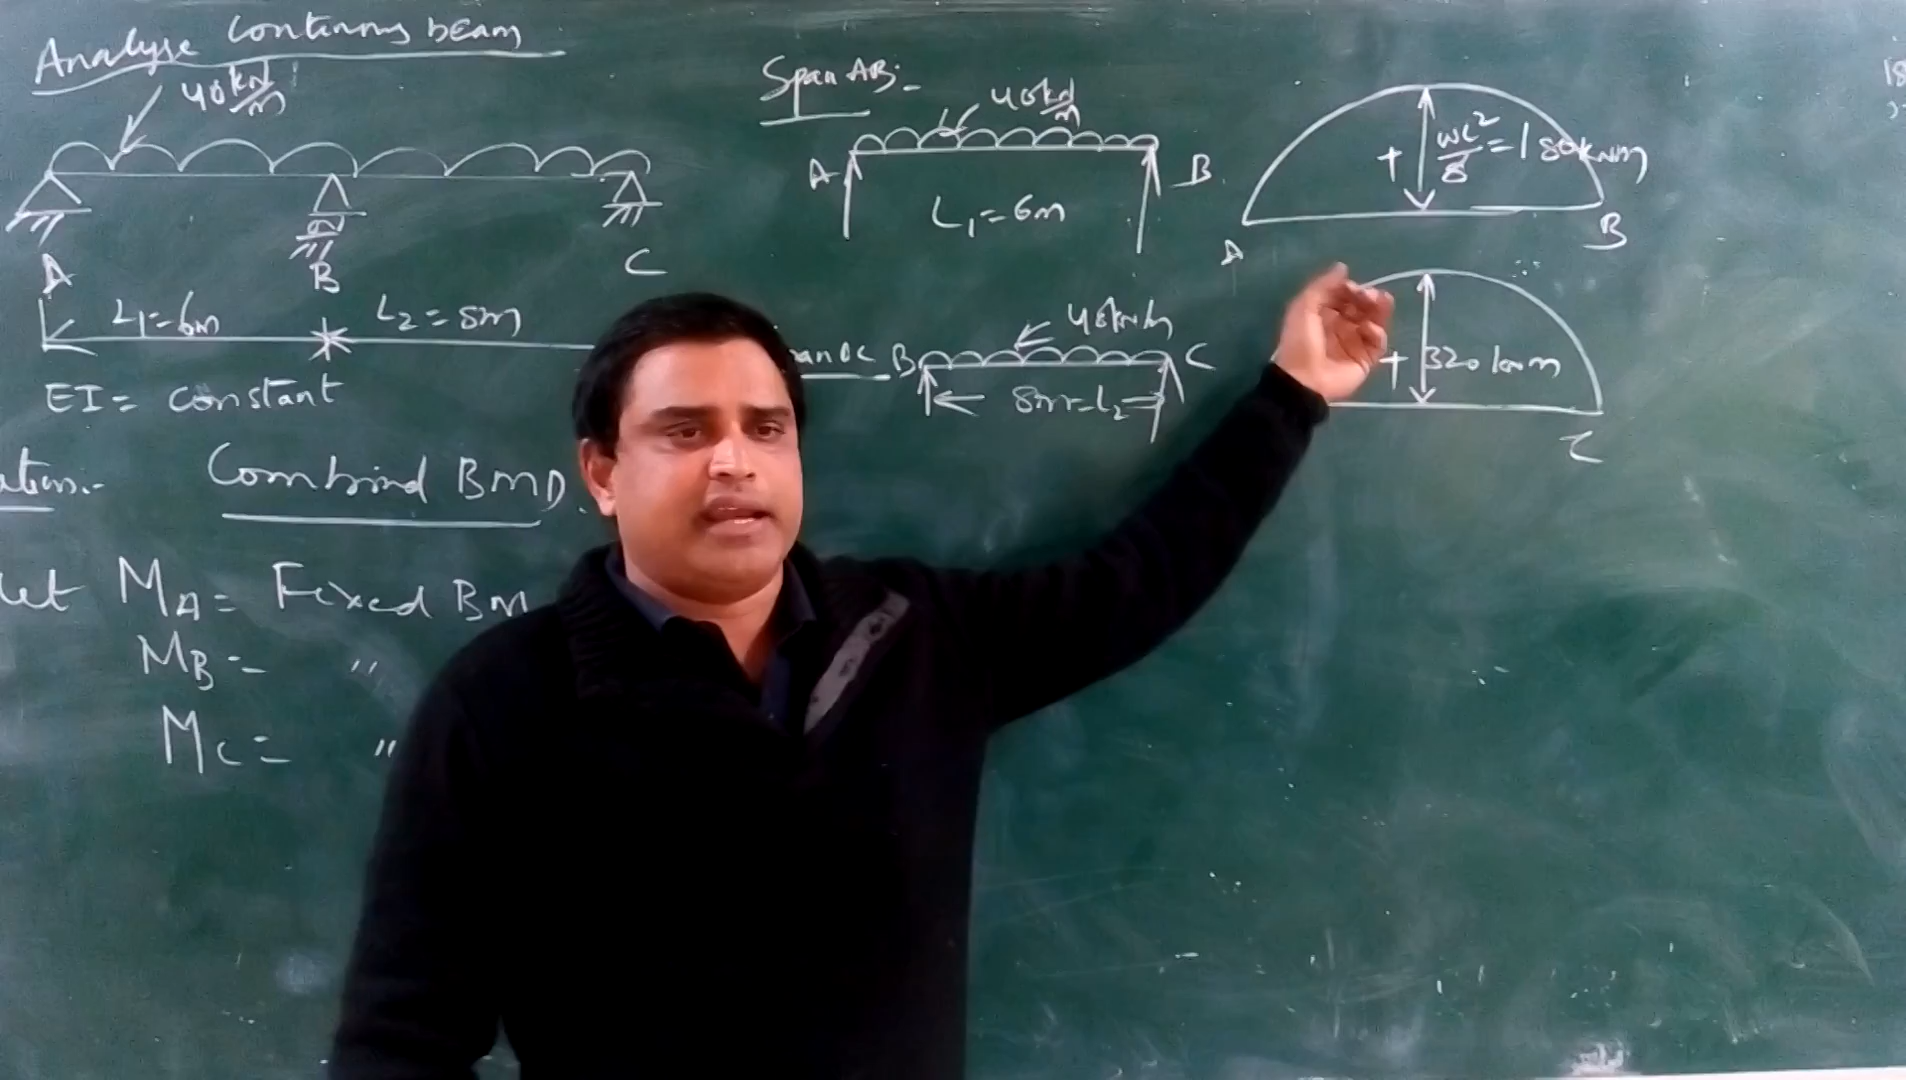 Analyse Continuous beam
40 kN/m
A
B
C
L1 = 6m
L2 = 8m
EI = constant
Combind BMD
Let MA = Fixed BM
MB = "
MC = "
Span AB:-
40 kN/m
A
B
L1 = 6m
+ wL²/8 = 180 kNm
A
B
B
C
40 kN/m
8m = L2
+ 320 kNm
C